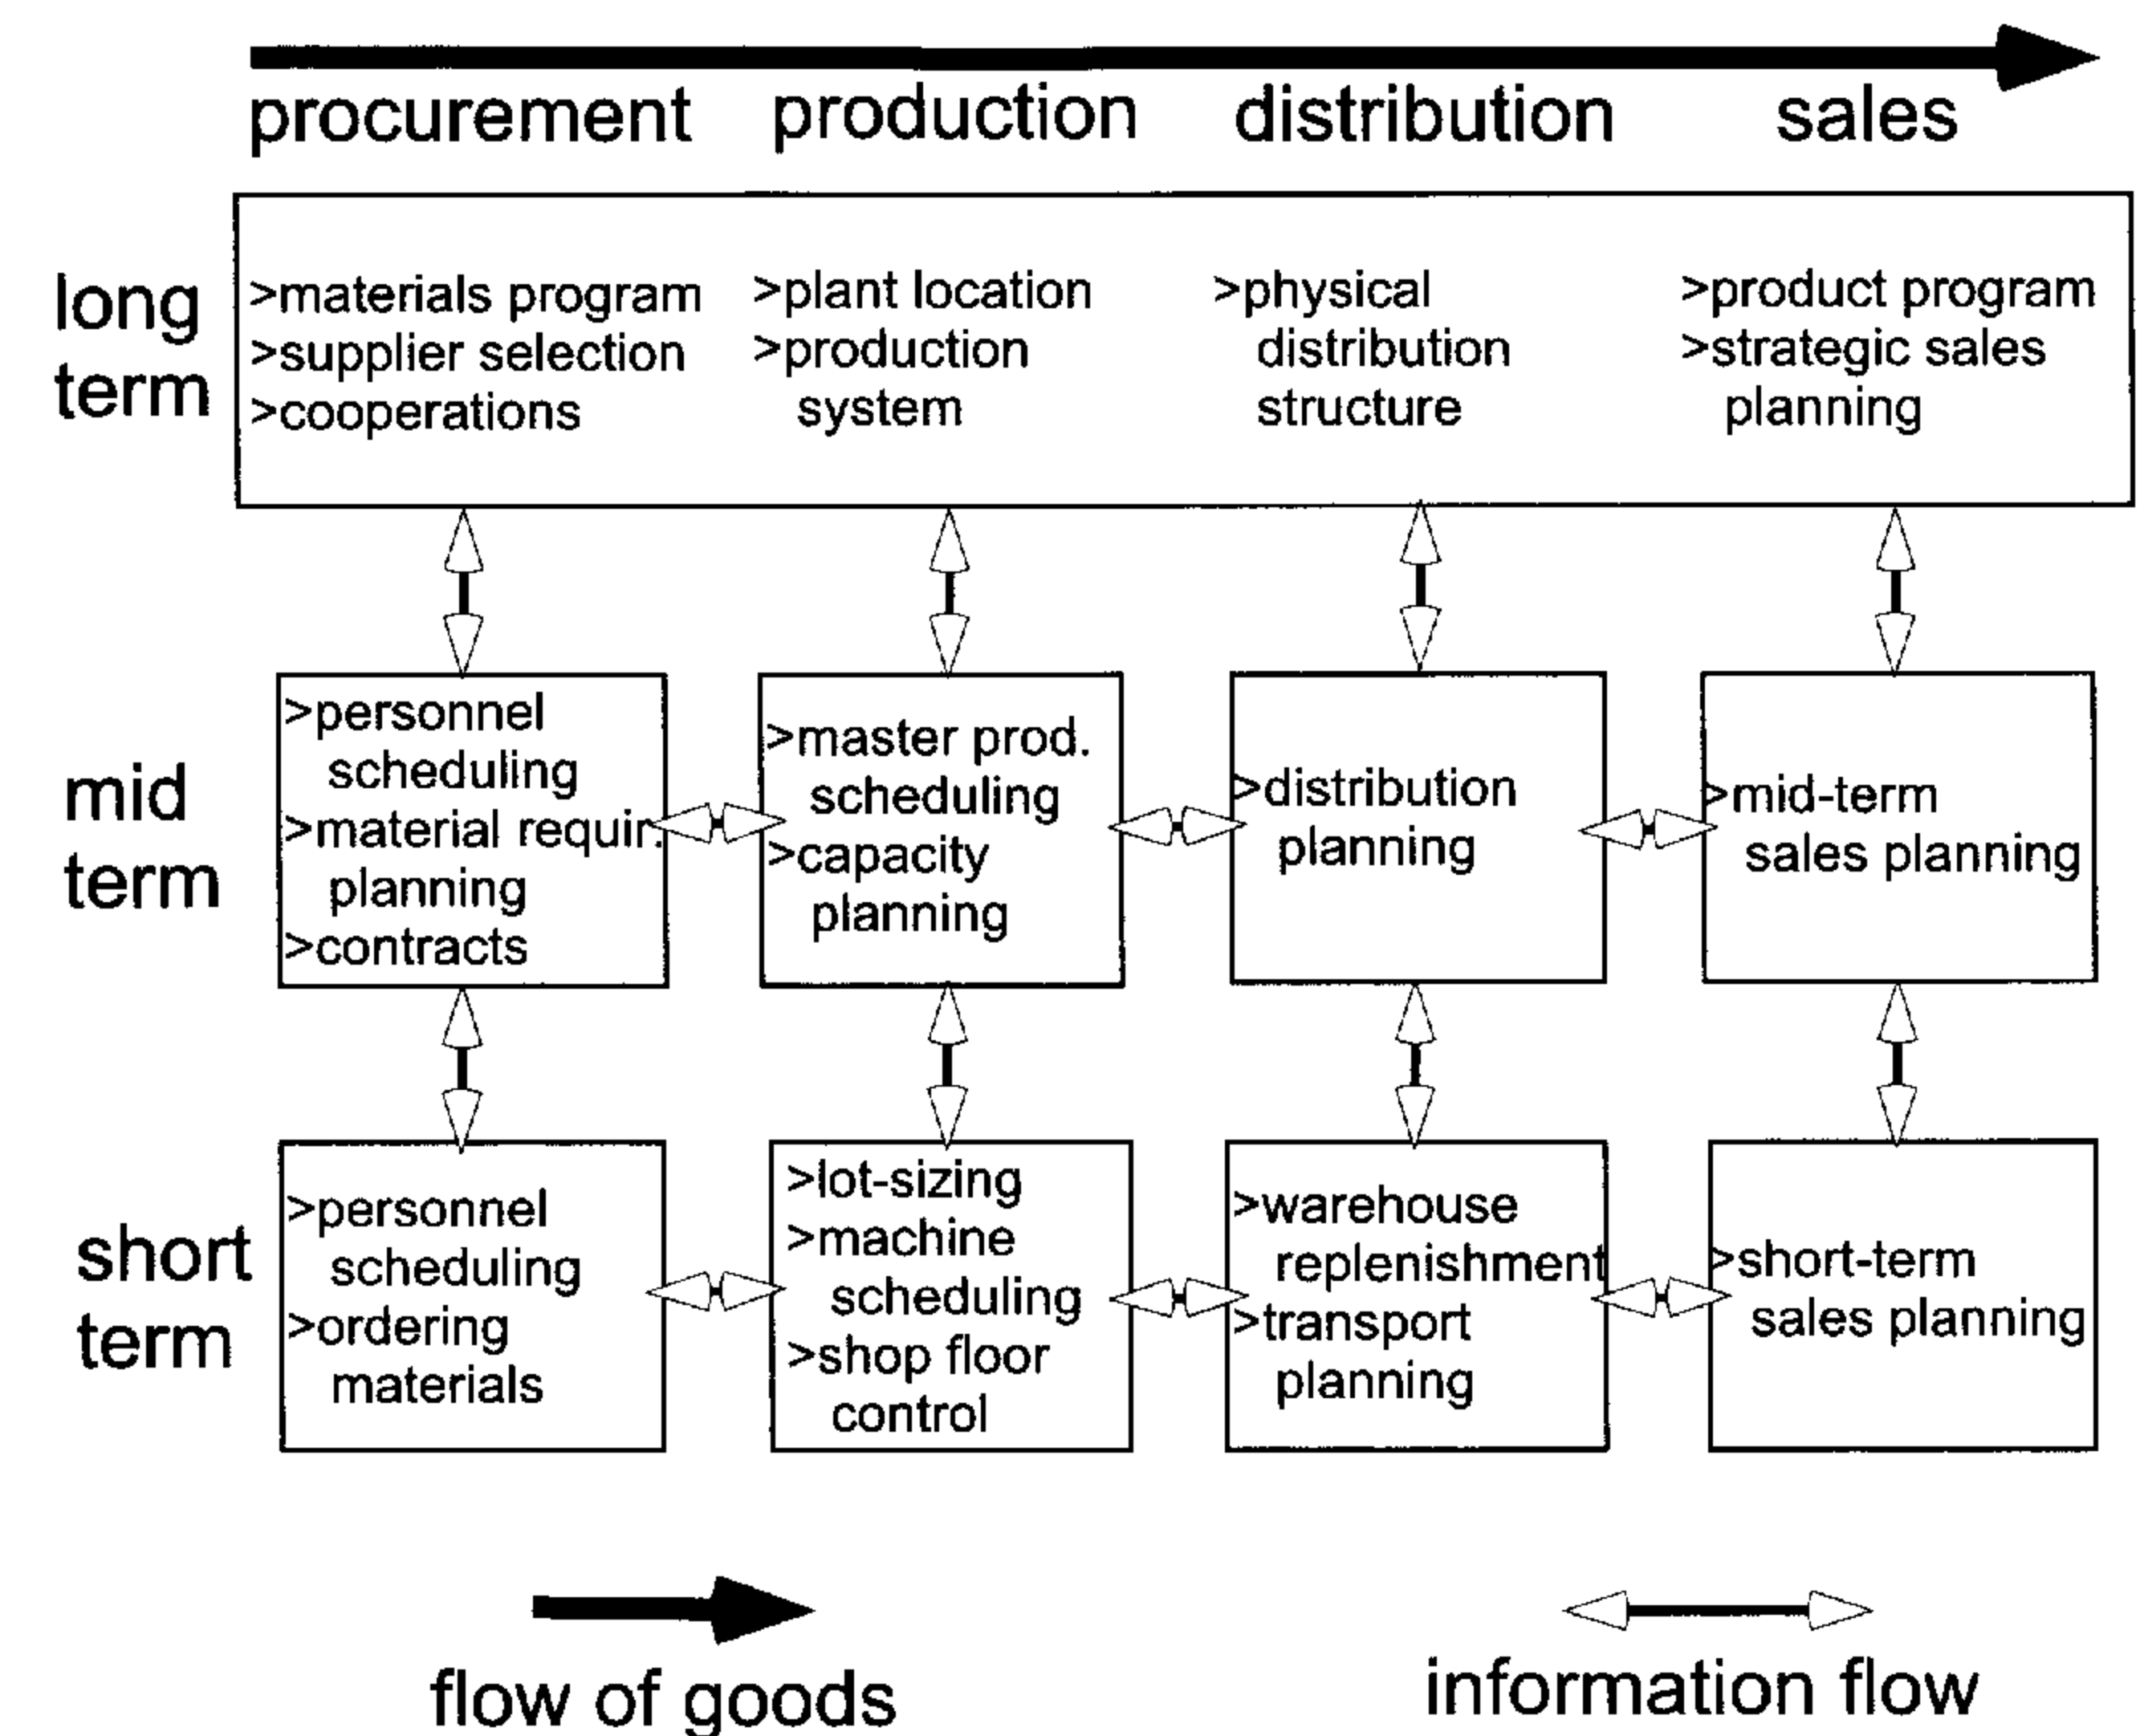 procurement production distribution sales
long
term
>materials program
>supplier selection
>cooperations
>plant location
>production
system
>physical
distribution
structure
>product program
>strategic sales
planning
mid
term
>personnel
scheduling
>material requir.
planning
>contracts
>master prod.
scheduling
>capacity
planning
>distribution
planning
>mid-term
sales planning
short
term
>personnel
scheduling
>ordering
materials
>lot-sizing
>machine
scheduling
>shop floor
control
>warehouse
replenishment
>transport
planning
>short-term
sales planning
flow of goods
information flow